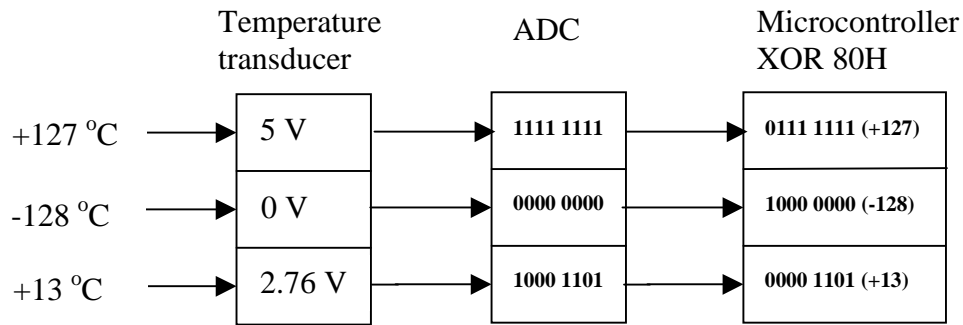 Temperature transducer
ADC
Microcontroller XOR 80H
+127 °C 5 V 1111 1111 0111 1111 (+127)
-128 °C 0 V 0000 0000 1000 0000 (-128)
+13 °C 2.76 V 1000 1101 0000 1101 (+13)